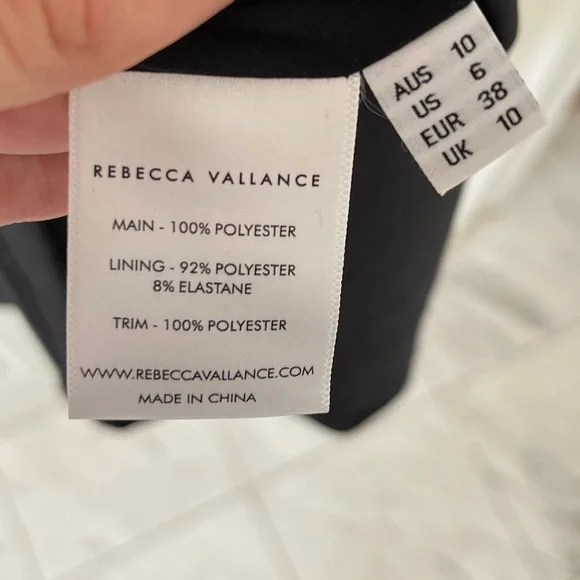 REBECCA VALLANCE
MAIN - 100% POLYESTER
LINING - 92% POLYESTER
8% ELASTANE
TRIM - 100% POLYESTER
WWW.REBECCAVALLANCE.COM
MADE IN CHINA
AUS 10
US 6
EUR 38
UK 10